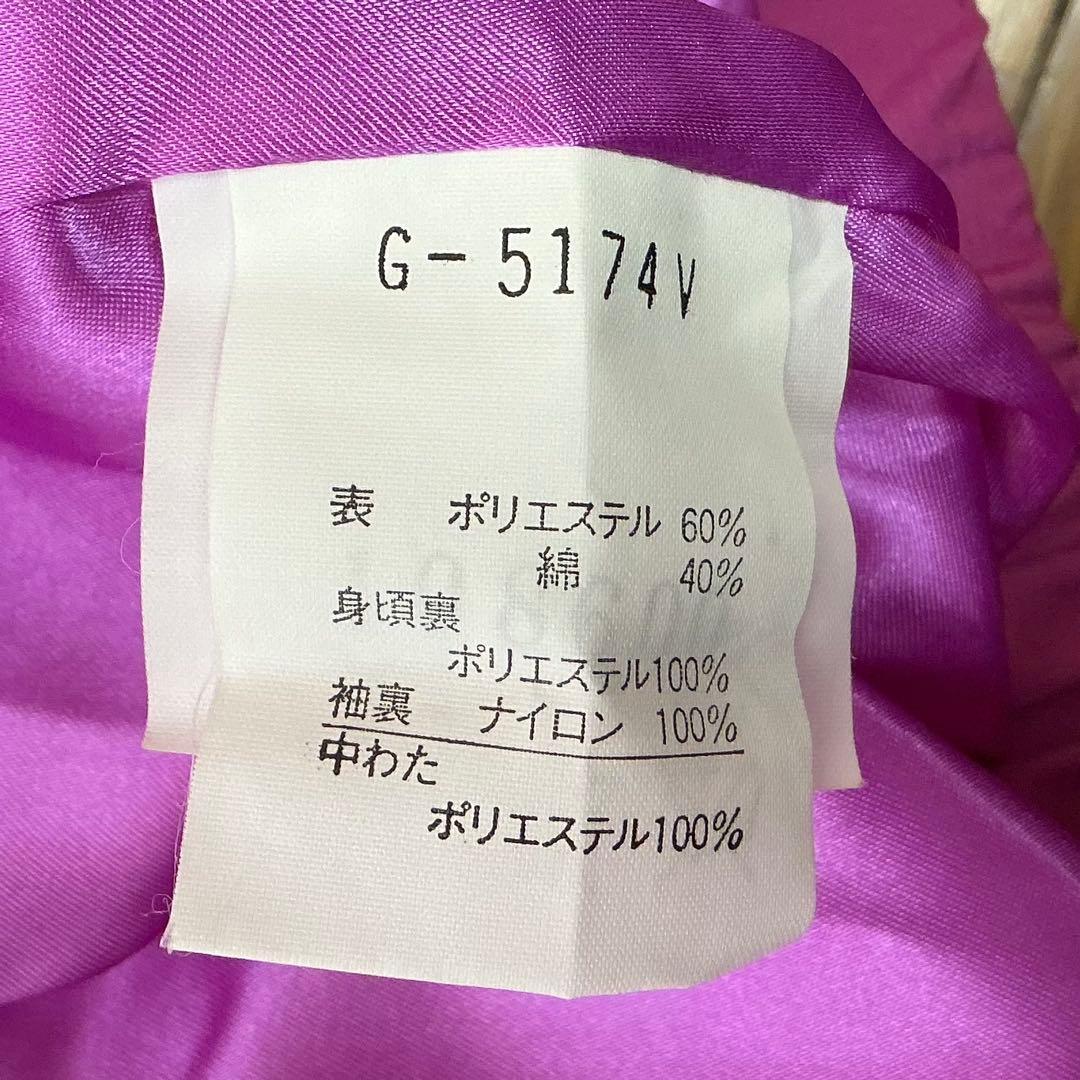 G-5174V
表 ポリエステル 60%
綿 40%
身頃裏
ポリエステル100%
袖裏 ナイロン 100%
中わた
ポリエステル100%